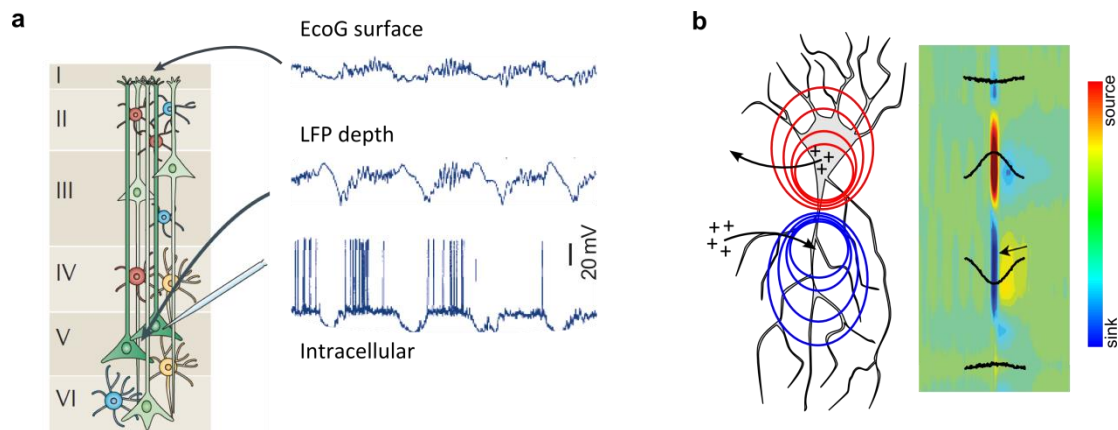 a
EcoG surface
I
II
LFP depth
III
IV
20 mV
V
Intracellular
VI
b
+ +
+
+ +
+ +
source
sink